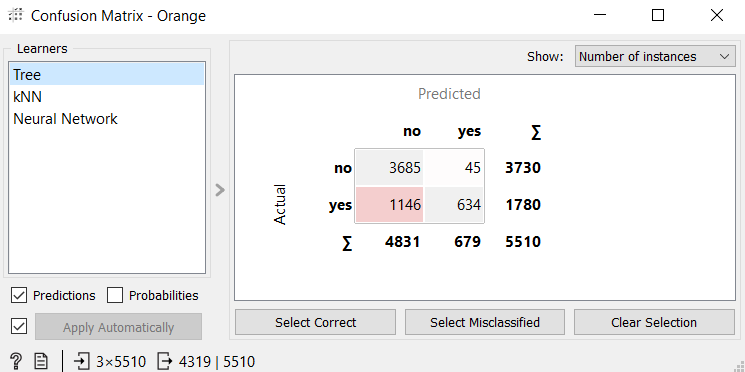 Confusion Matrix - Orange
Learners
Tree
kNN
Neural Network
Predictions Probabilities
Apply Automatically
Show: Number of instances
Predicted
no yes ∑
no 3685 45 3730
Actual
yes 1146 634 1780
∑ 4831 679 5510
Select Correct Select Misclassified Clear Selection
? 3×5510 4319 | 5510